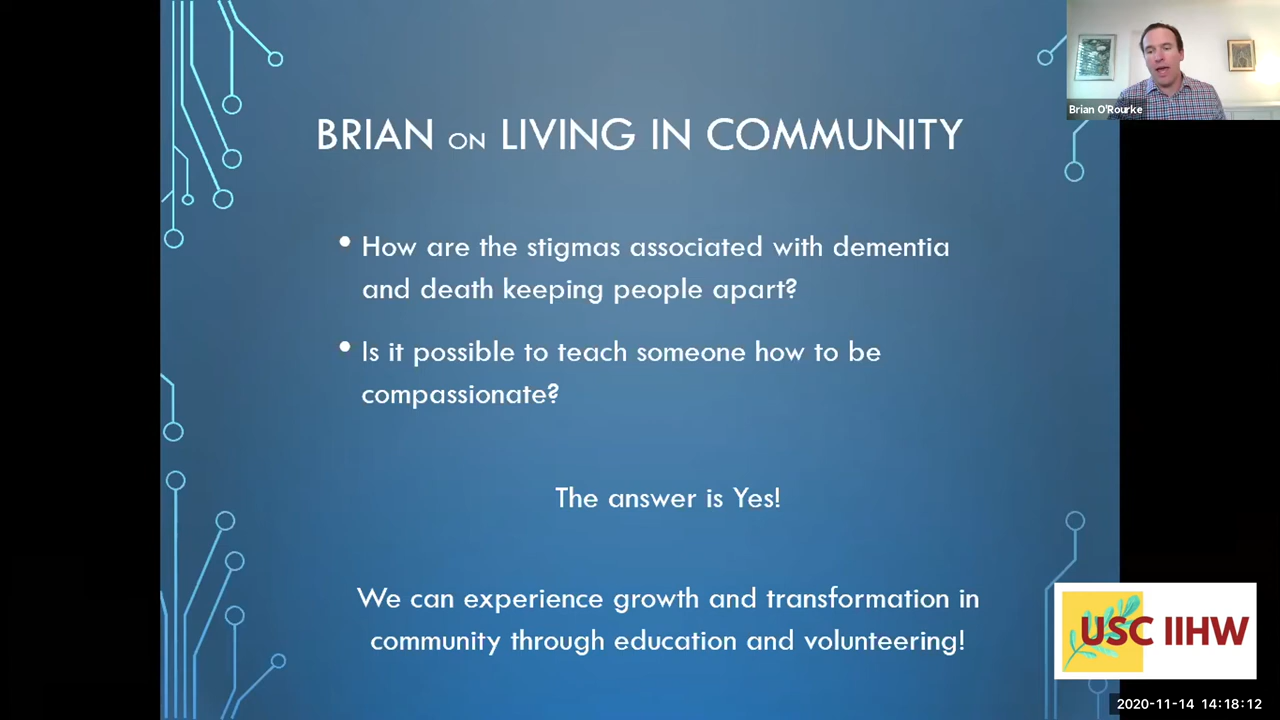 Brian O'Rourke
BRIAN ON LIVING IN COMMUNITY
• How are the stigmas associated with dementia
and death keeping people apart?
• Is it possible to teach someone how to be
compassionate?
The answer is Yes!
We can experience growth and transformation in
community through education and volunteering!
USC IIHW
2020-11-14 14:18:12